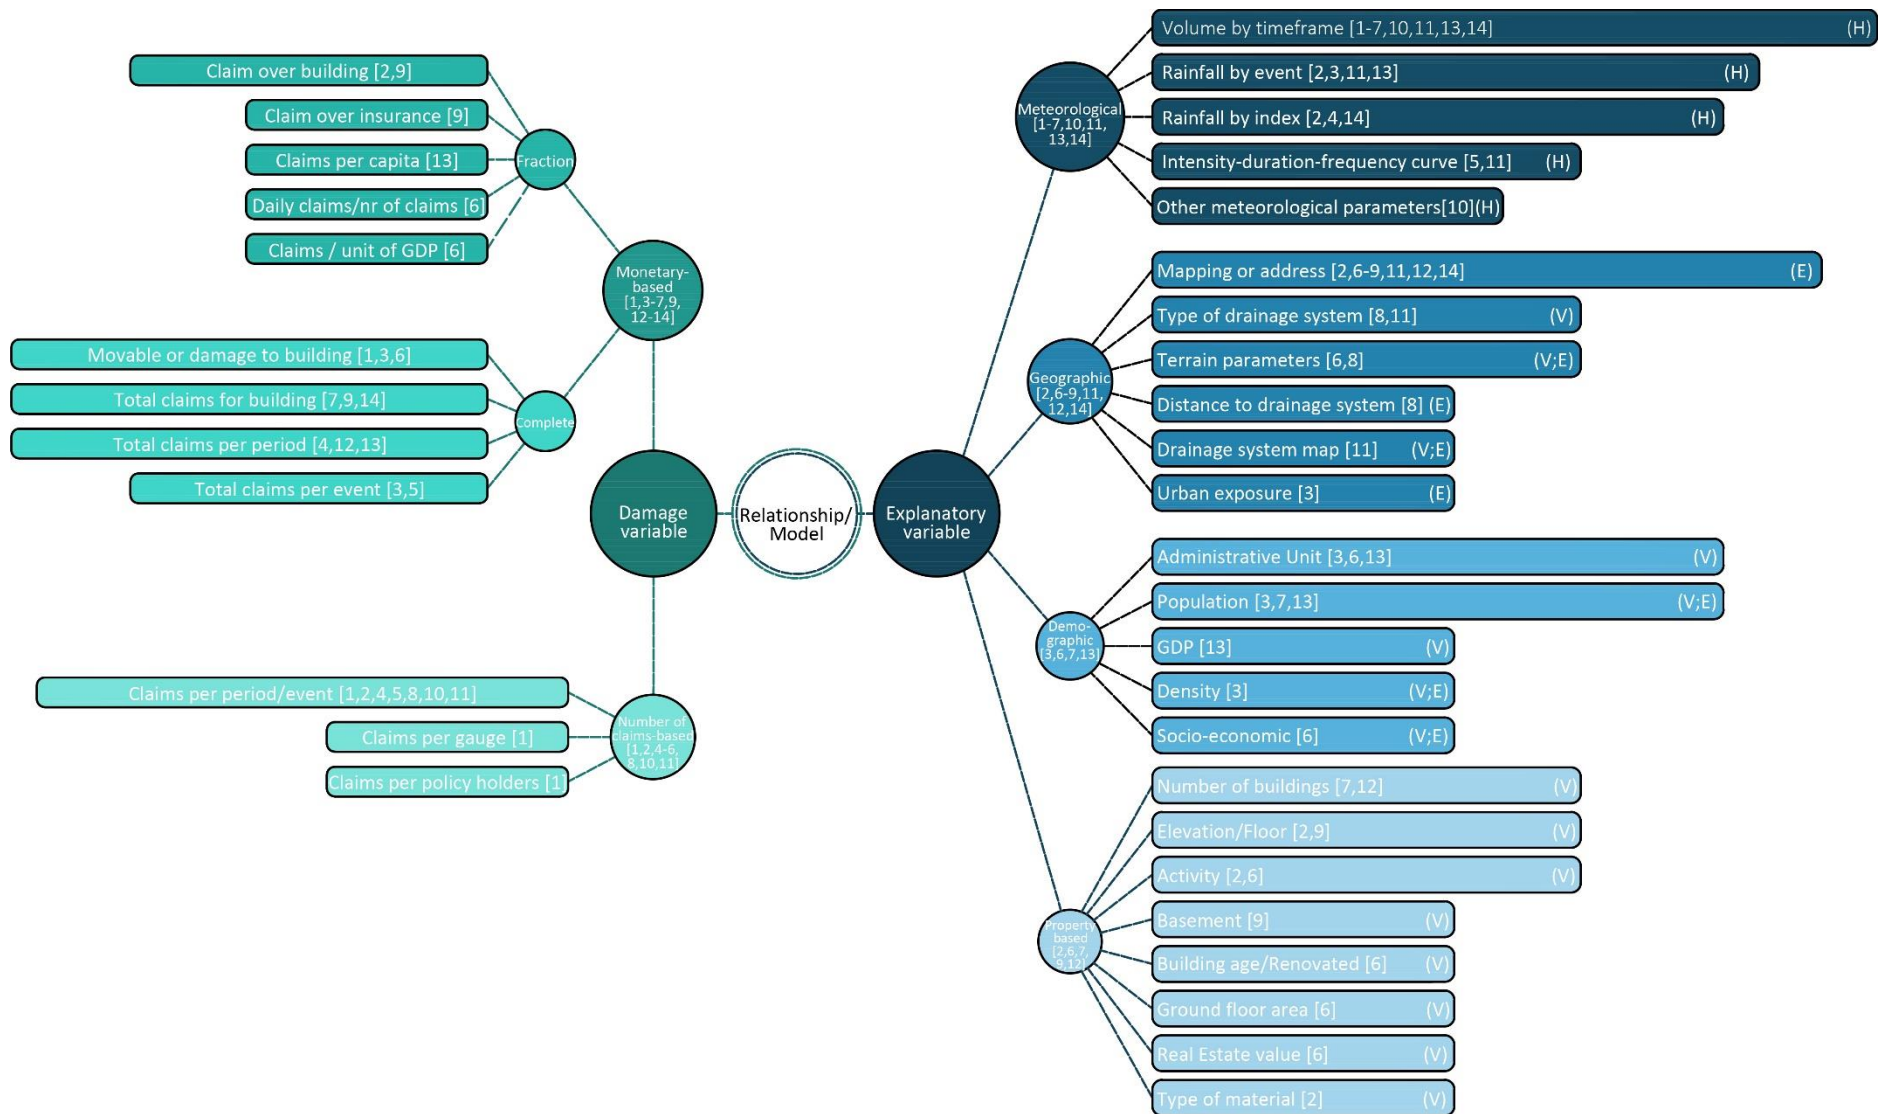 Claim over building [2,9]
Claim over insurance [9]
Claims per capita [13]
Daily claims/nr of claims [6]
Claims / unit of GDP [6]
Fraction
Monetary-
based
[1,3-7,9,
12-14]
Movable or damage to building [1,3,6]
Total claims for building [7,9,14]
Total claims per period [4,12,13]
Total claims per event [3,5]
Complete
Damage
variable
Relationship/
Model
Explanatory
variable
Claims per period/event [1,2,4,5,8,10,11]
Claims per gauge [1]
Claims per policy holders [1]
Number of
claims-based
[1,2,4-6,
8,10,11]
Meteorological
[1-7,10,11,
13,14]
Volume by timeframe [1-7,10,11,13,14] (H)
Rainfall by event [2,3,11,13] (H)
Rainfall by index [2,4,14] (H)
Intensity-duration-frequency curve [5,11] (H)
Other meteorological parameters[10](H)
Geographic
[2,6-9,11,
12,14]
Mapping or address [2,6-9,11,12,14] (E)
Type of drainage system [8,11] (V)
Terrain parameters [6,8] (V;E)
Distance to drainage system [8] (E)
Drainage system map [11] (V;E)
Urban exposure [3] (E)
Demo-
graphic
[3,6,7,13]
Administrative Unit [3,6,13] (V)
Population [3,7,13] (V;E)
GDP [13] (V)
Density [3] (V;E)
Socio-economic [6] (V;E)
Property
based
[2,6,7,
9,12]
Number of buildings [7,12] (V)
Elevation/Floor [2,9] (V)
Activity [2,6] (V)
Basement [9] (V)
Building age/Renovated [6] (V)
Ground floor area [6] (V)
Real Estate value [6] (V)
Type of material [2] (V)